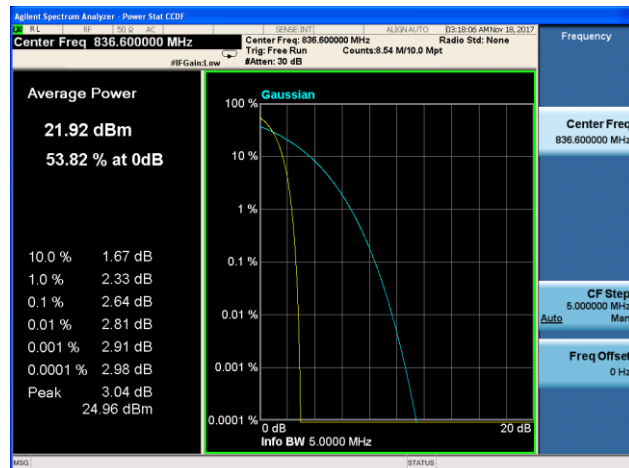 Agilent Spectrum Analyzer - Power Stat CCDF
RL RF 50 Ω AC SENSE:INT ALIGN AUTO 03:18:06 AM Nov 18, 2017
Center Freq 836.600000 MHz
Center Freq: 836.600000 MHz Radio Std: None
Trig: Free Run Counts:8.54 M/10.0 Mpt
#IFGain:Low #Atten: 30 dB
Frequency
Average Power
21.92 dBm
53.82 % at 0dB
10.0 % 1.67 dB
1.0 % 2.33 dB
0.1 % 2.64 dB
0.01 % 2.81 dB
0.001 % 2.91 dB
0.0001 % 2.98 dB
Peak 3.04 dB
24.96 dBm
Gaussian
100 %
10 %
1 %
0.1 %
0.01 %
0.001 %
0.0001 %
0 dB 20 dB
Info BW 5.0000 MHz
Center Freq
836.600000 MHz
CF Step
5.000000 MHz
Auto Man
Freq Offset
0 Hz
MSG STATUS